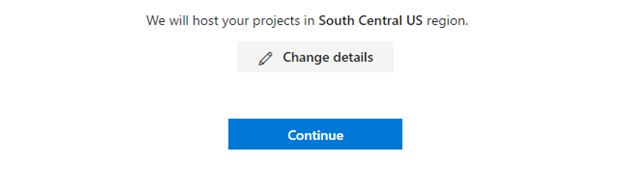 We will host your projects in South Central US region.
Change details
Continue